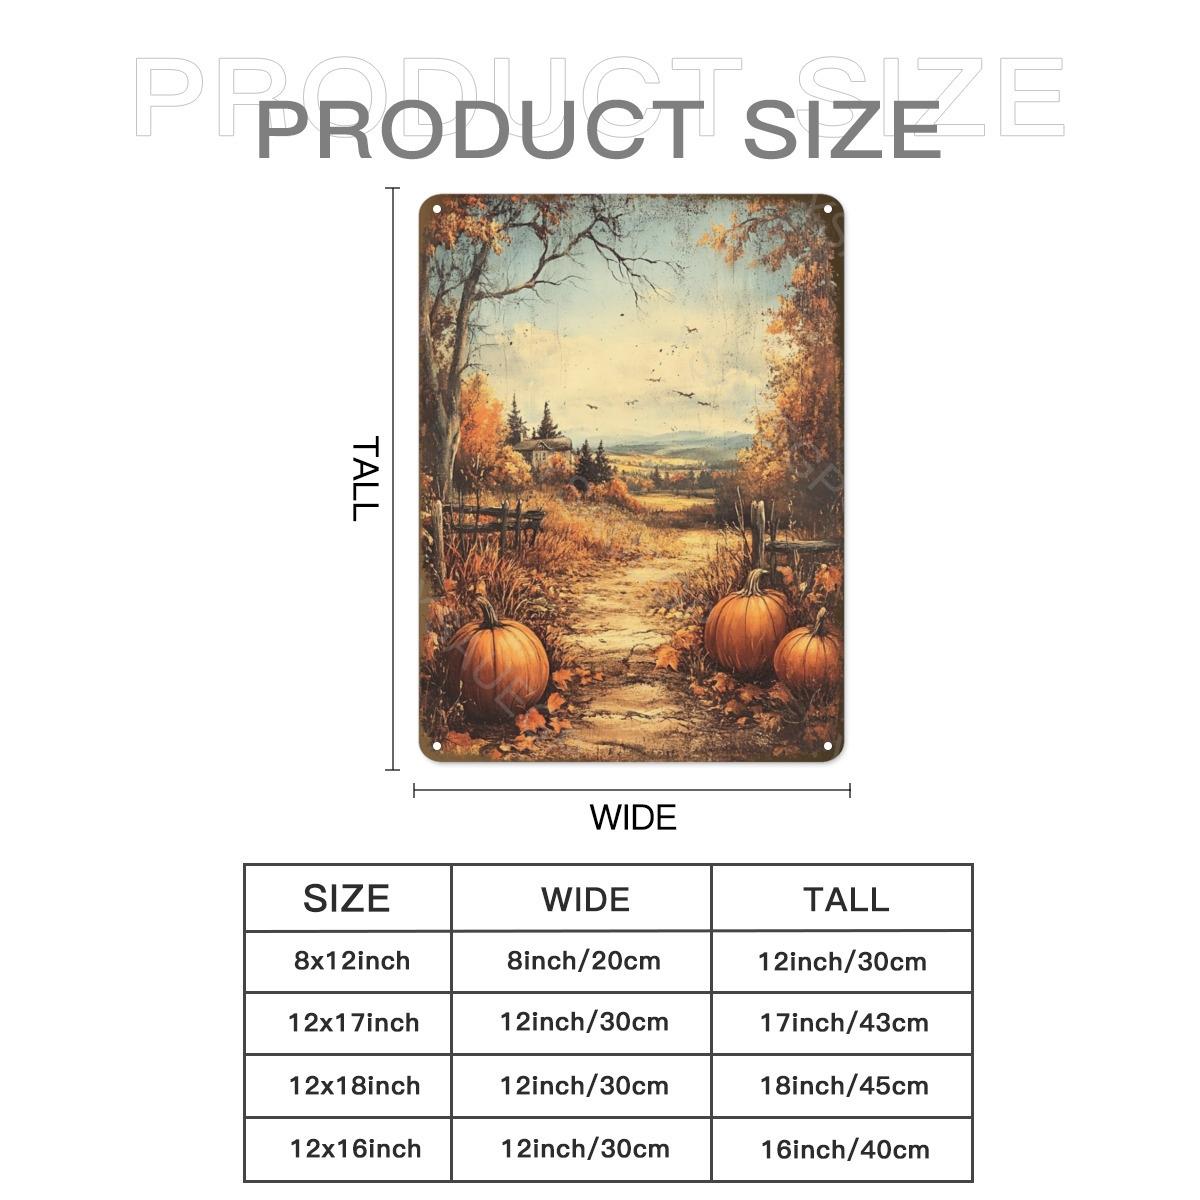 PRODUCT SIZE
PRODUCT SIZE
TALL
WIDE
SIZE WIDE TALL
8x12inch 8inch/20cm 12inch/30cm
12x17inch 12inch/30cm 17inch/43cm
12x18inch 12inch/30cm 18inch/45cm
12x16inch 12inch/30cm 16inch/40cm